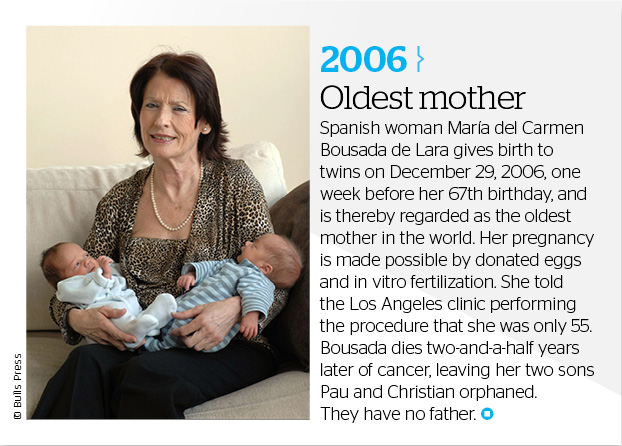 2006
Oldest mother
Spanish woman María del Carmen
Bousada de Lara gives birth to
twins on December 29, 2006, one
week before her 67th birthday, and
is thereby regarded as the oldest
mother in the world. Her pregnancy
is made possible by donated eggs
and in vitro fertilization. She told
the Los Angeles clinic performing
the procedure that she was only 55.
Bousada dies two-and-a-half years
later of cancer, leaving her two sons
Pau and Christian orphaned.
They have no father.
© Bulls Press